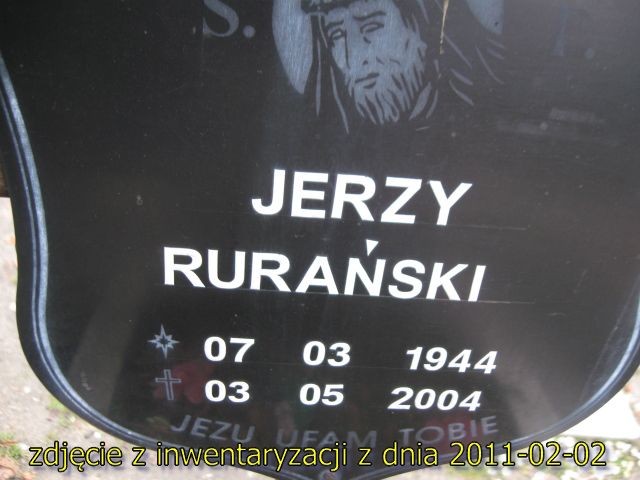 S.
JERZY
RURAŃSKI
07 03 1944
03 05 2004
JEZU UFAM TOBIE
zdjęcie z inwentaryzacji z dnia 2011-02-02